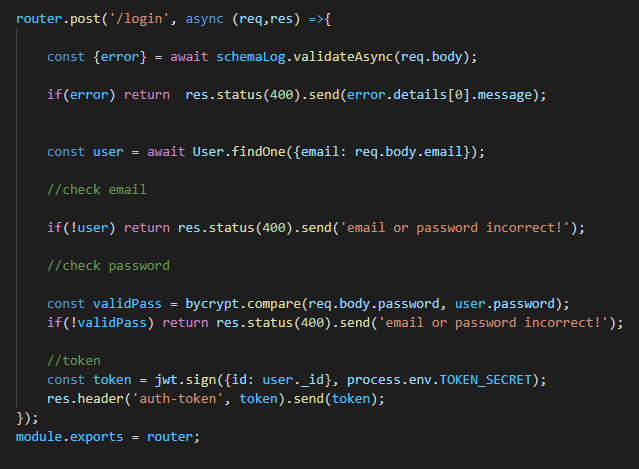 router.post('/login', async (req,res) =>{
const {error} = await schemaLog.validateAsync(req.body);
if(error) return  res.status(400).send(error.details[0].message);
const user = await User.findOne({email: req.body.email});
//check email
if(!user) return res.status(400).send('email or password incorrect!');
//check password
const validPass = bycrypt.compare(req.body.password, user.password);
if(!validPass) return res.status(400).send('email or password incorrect!');
//token
const token = jwt.sign({id: user._id}, process.env.TOKEN_SECRET);
res.header('auth-token', token).send(token);
});
module.exports = router;